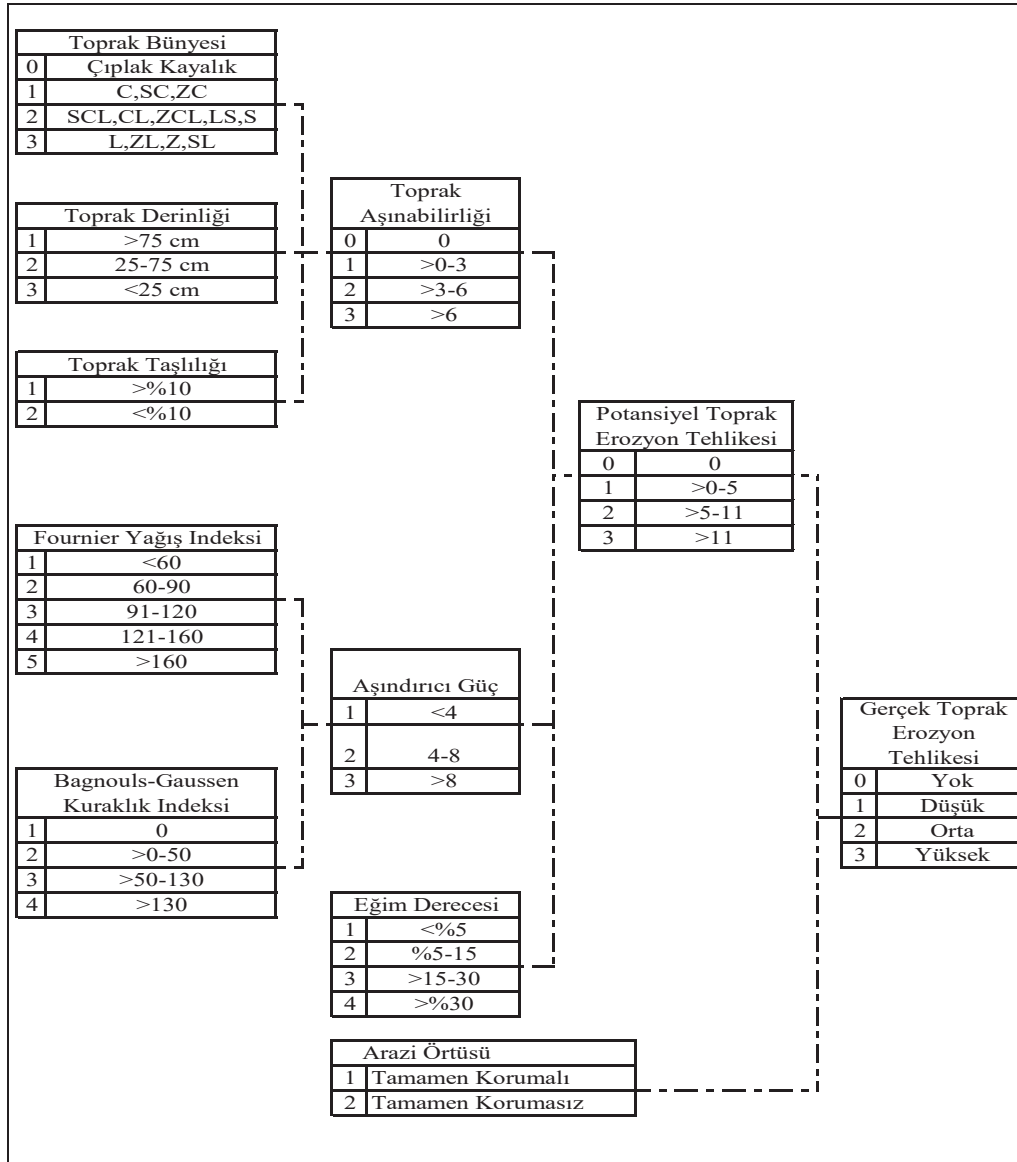 Toprak Bünyesi
0 Çıplak Kayalık
1 C,SC,ZC
2 SCL,CL,ZCL,LS,S
3 L,ZL,Z,SL
Toprak Derinliği
1 >75 cm
2 25-75 cm
3 <25 cm
Toprak Taşlılığı
1 >%10
2 <%10
Toprak
Aşınabilirliği
0 0
1 >0-3
2 >3-6
3 >6
Fournier Yağış Indeksi
1 <60
2 60-90
3 91-120
4 121-160
5 >160
Bagnouls-Gaussen
Kuraklık Indeksi
1 0
2 >0-50
3 >50-130
4 >130
Aşındırıcı Güç
1 <4
2 4-8
3 >8
Eğim Derecesi
1 <%5
2 %5-15
3 >15-30
4 >%30
Potansiyel Toprak
Erozyon Tehlikesi
0 0
1 >0-5
2 >5-11
3 >11
Arazi Örtüsü
1 Tamamen Korumalı
2 Tamamen Korumasız
Gerçek Toprak
Erozyon
Tehlikesi
0 Yok
1 Düşük
2 Orta
3 Yüksek